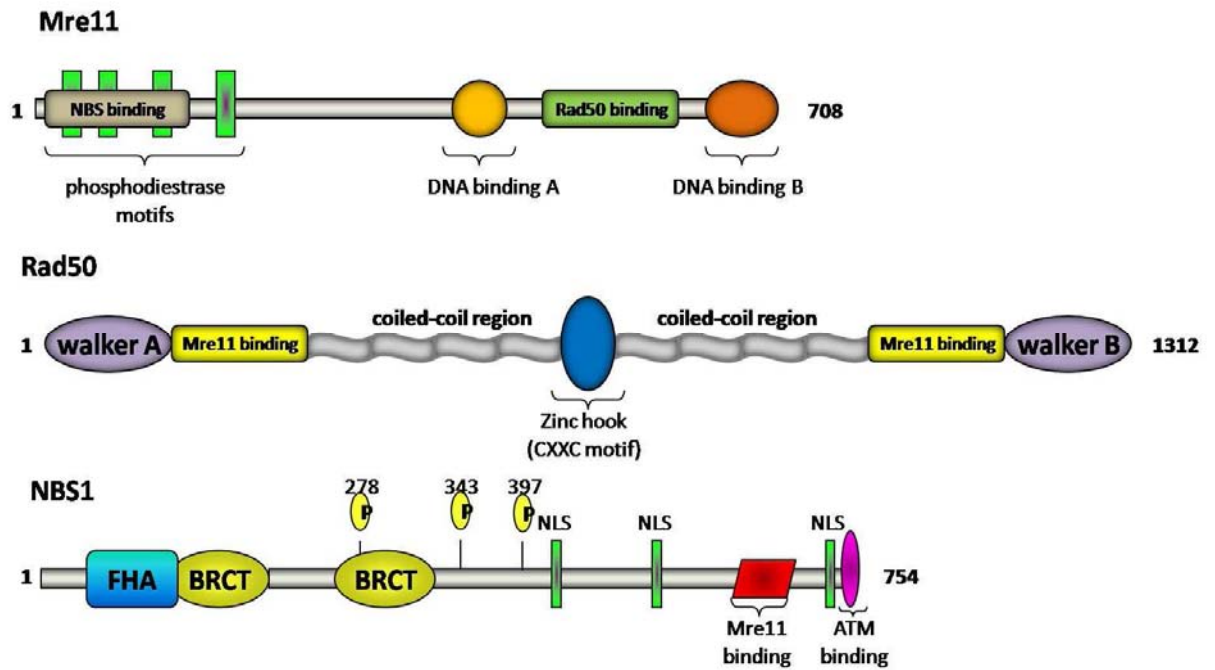 Mre11
1
NBS binding
Rad50 binding
708
phosphodiestrase
motifs
DNA binding A
DNA binding B
Rad50
coiled-coil region
coiled-coil region
1
walker A
Mre11 binding
Mre11 binding
walker B
1312
Zinc hook
(CXXC motif)
NBS1
278
343
397
P
P
P
NLS
NLS
NLS
1
FHA
BRCT
BRCT
754
Mre11
binding
ATM
binding